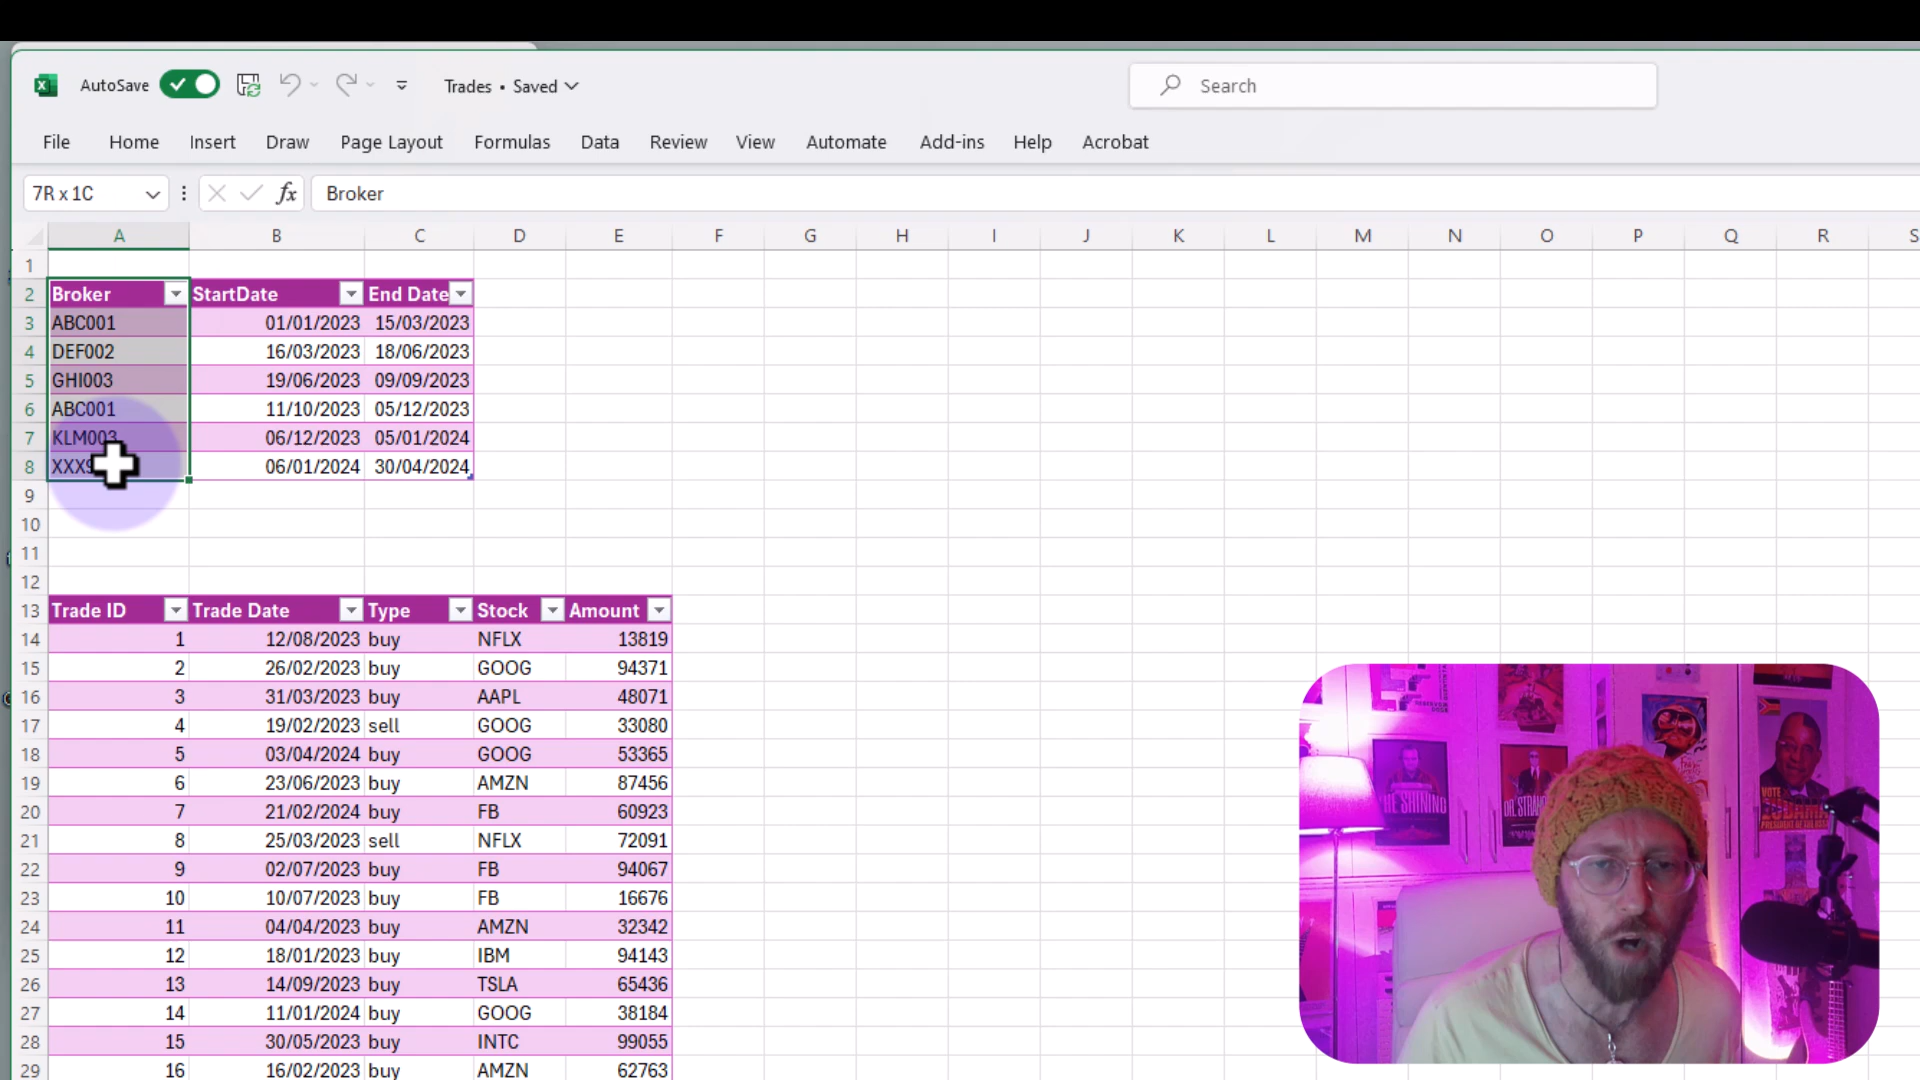 AutoSave
Trades • Saved
Search
File Home Insert Draw Page Layout Formulas Data Review View Automate Add-ins Help Acrobat
7R x 1C
fx
Broker
A B C D E F G H I J K L M N O P Q R S
1
2 Broker StartDate End Date
3 ABC001 01/01/2023 15/03/2023
4 DEF002 16/03/2023 18/06/2023
5 GHI003 19/06/2023 09/09/2023
6 ABC001 11/10/2023 05/12/2023
7 KLM003 06/12/2023 05/01/2024
8 06/01/2024 30/04/2024
9
10
11
12
13 Trade ID Trade Date Type Stock Amount
14 1 12/08/2023 buy NFLX 13819
15 2 26/02/2023 buy GOOG 94371
16 3 31/03/2023 buy AAPL 48071
17 4 19/02/2023 sell GOOG 33080
18 5 03/04/2024 buy GOOG 53365
19 6 23/06/2023 buy AMZN 87456
20 7 21/02/2024 buy FB 60923
21 8 25/03/2023 sell NFLX 72091
22 9 02/07/2023 buy FB 94067
23 10 10/07/2023 buy FB 16676
24 11 04/04/2023 buy AMZN 32342
25 12 18/01/2023 buy IBM 94143
26 13 14/09/2023 buy TSLA 65436
27 14 11/01/2024 buy GOOG 38184
28 15 30/05/2023 buy INTC 99055
29 16 16/02/2023 buy AMZN 62763
SHINING
VOTE